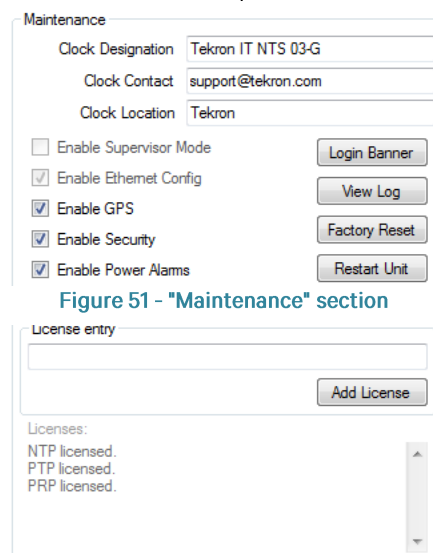 Maintenance
Clock Designation Tekron IT NTS 03-G
Clock Contact support@tekron.com
Clock Location Tekron
Enable Supervisor Mode Login Banner
Enable Ethernet Config View Log
Enable GPS
Enable Security Factory Reset
Enable Power Alarms Restart Unit
Figure 51 - "Maintenance" section
License entry
Add License
Licenses:
NTP licensed.
PTP licensed.
PRP licensed.